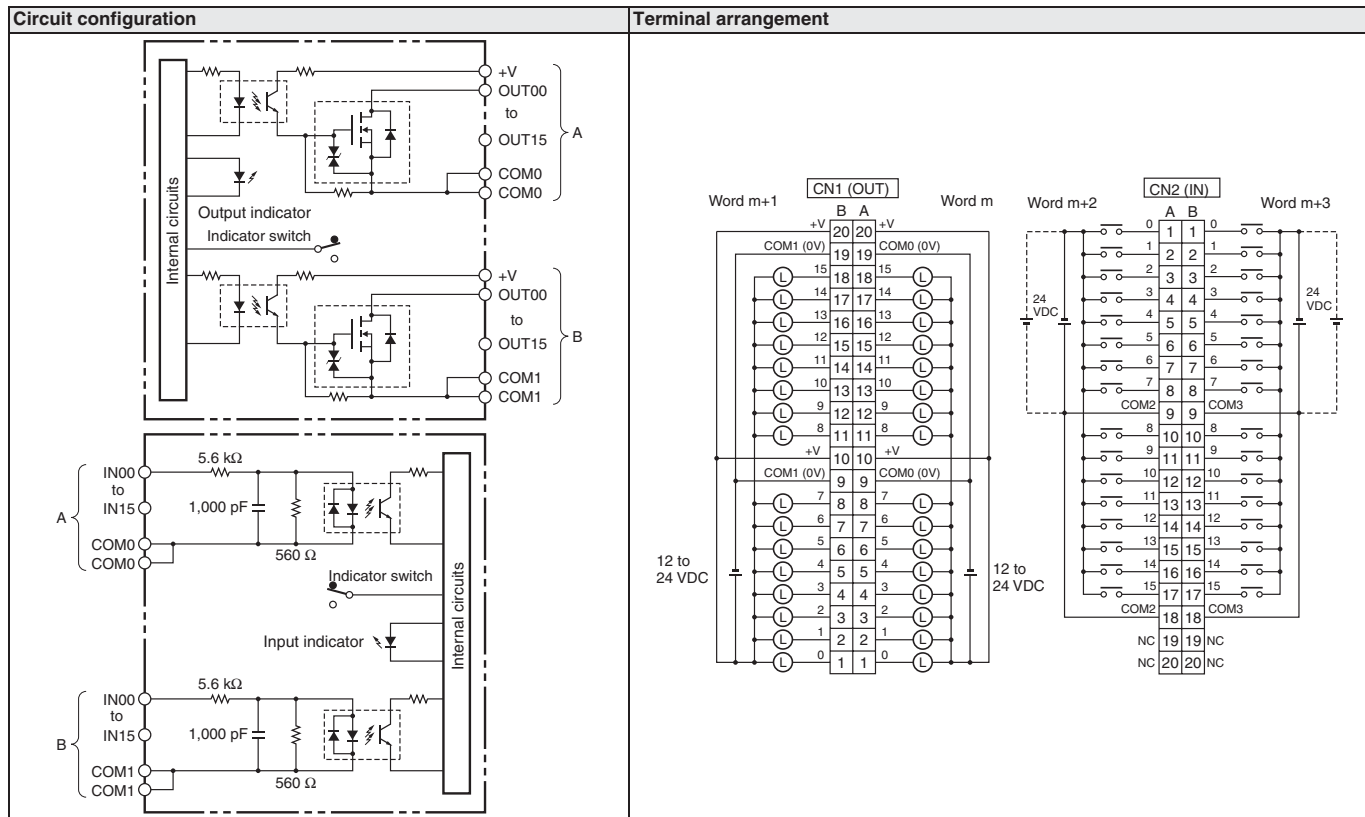 Circuit configuration
Terminal arrangement
+V
OUT00
to
OUT15
COM0
COM0
A
Internal circuits
Output indicator
Indicator switch
+V
OUT00
to
OUT15
COM1
COM1
B
A
IN00
to
IN15
COM0
COM0
5.6 kΩ
1,000 pF
560 Ω
Indicator switch
Input indicator
Internal circuits
B
IN00
to
IN15
COM1
COM1
5.6 kΩ
1,000 pF
560 Ω
Word m+1
CN1 (OUT)
Word m
B A
+V 20 20 +V
COM1 (0V) 19 19 COM0 (0V)
L 15 18 18 15 L
L 14 17 17 14 L
L 13 16 16 13 L
L 12 15 15 12 L
L 11 14 14 11 L
L 10 13 13 10 L
L 9 12 12 9 L
L 8 11 11 8 L
+V 10 10 +V
COM1 (0V) 9 9 COM0 (0V)
L 7 8 8 7 L
L 6 7 7 6 L
L 5 6 6 5 L
L 4 5 5 4 L
L 3 4 4 3 L
L 2 3 3 2 L
L 1 2 2 1 L
L 0 1 1 0 L
12 to
24 VDC
12 to
24 VDC
Word m+2
CN2 (IN)
Word m+3
A B
0 1 1 0
1 2 2 1
2 3 3 2
3 4 4 3
4 5 5 4
5 6 6 5
6 7 7 6
7 8 8 7
COM2 9 9 COM3
8 10 10 8
9 11 11 9
10 12 12 10
11 13 13 11
12 14 14 12
13 15 15 13
14 16 16 14
15 17 17 15
COM2 18 18 COM3
NC 19 19 NC
NC 20 20 NC
24
VDC
24
VDC